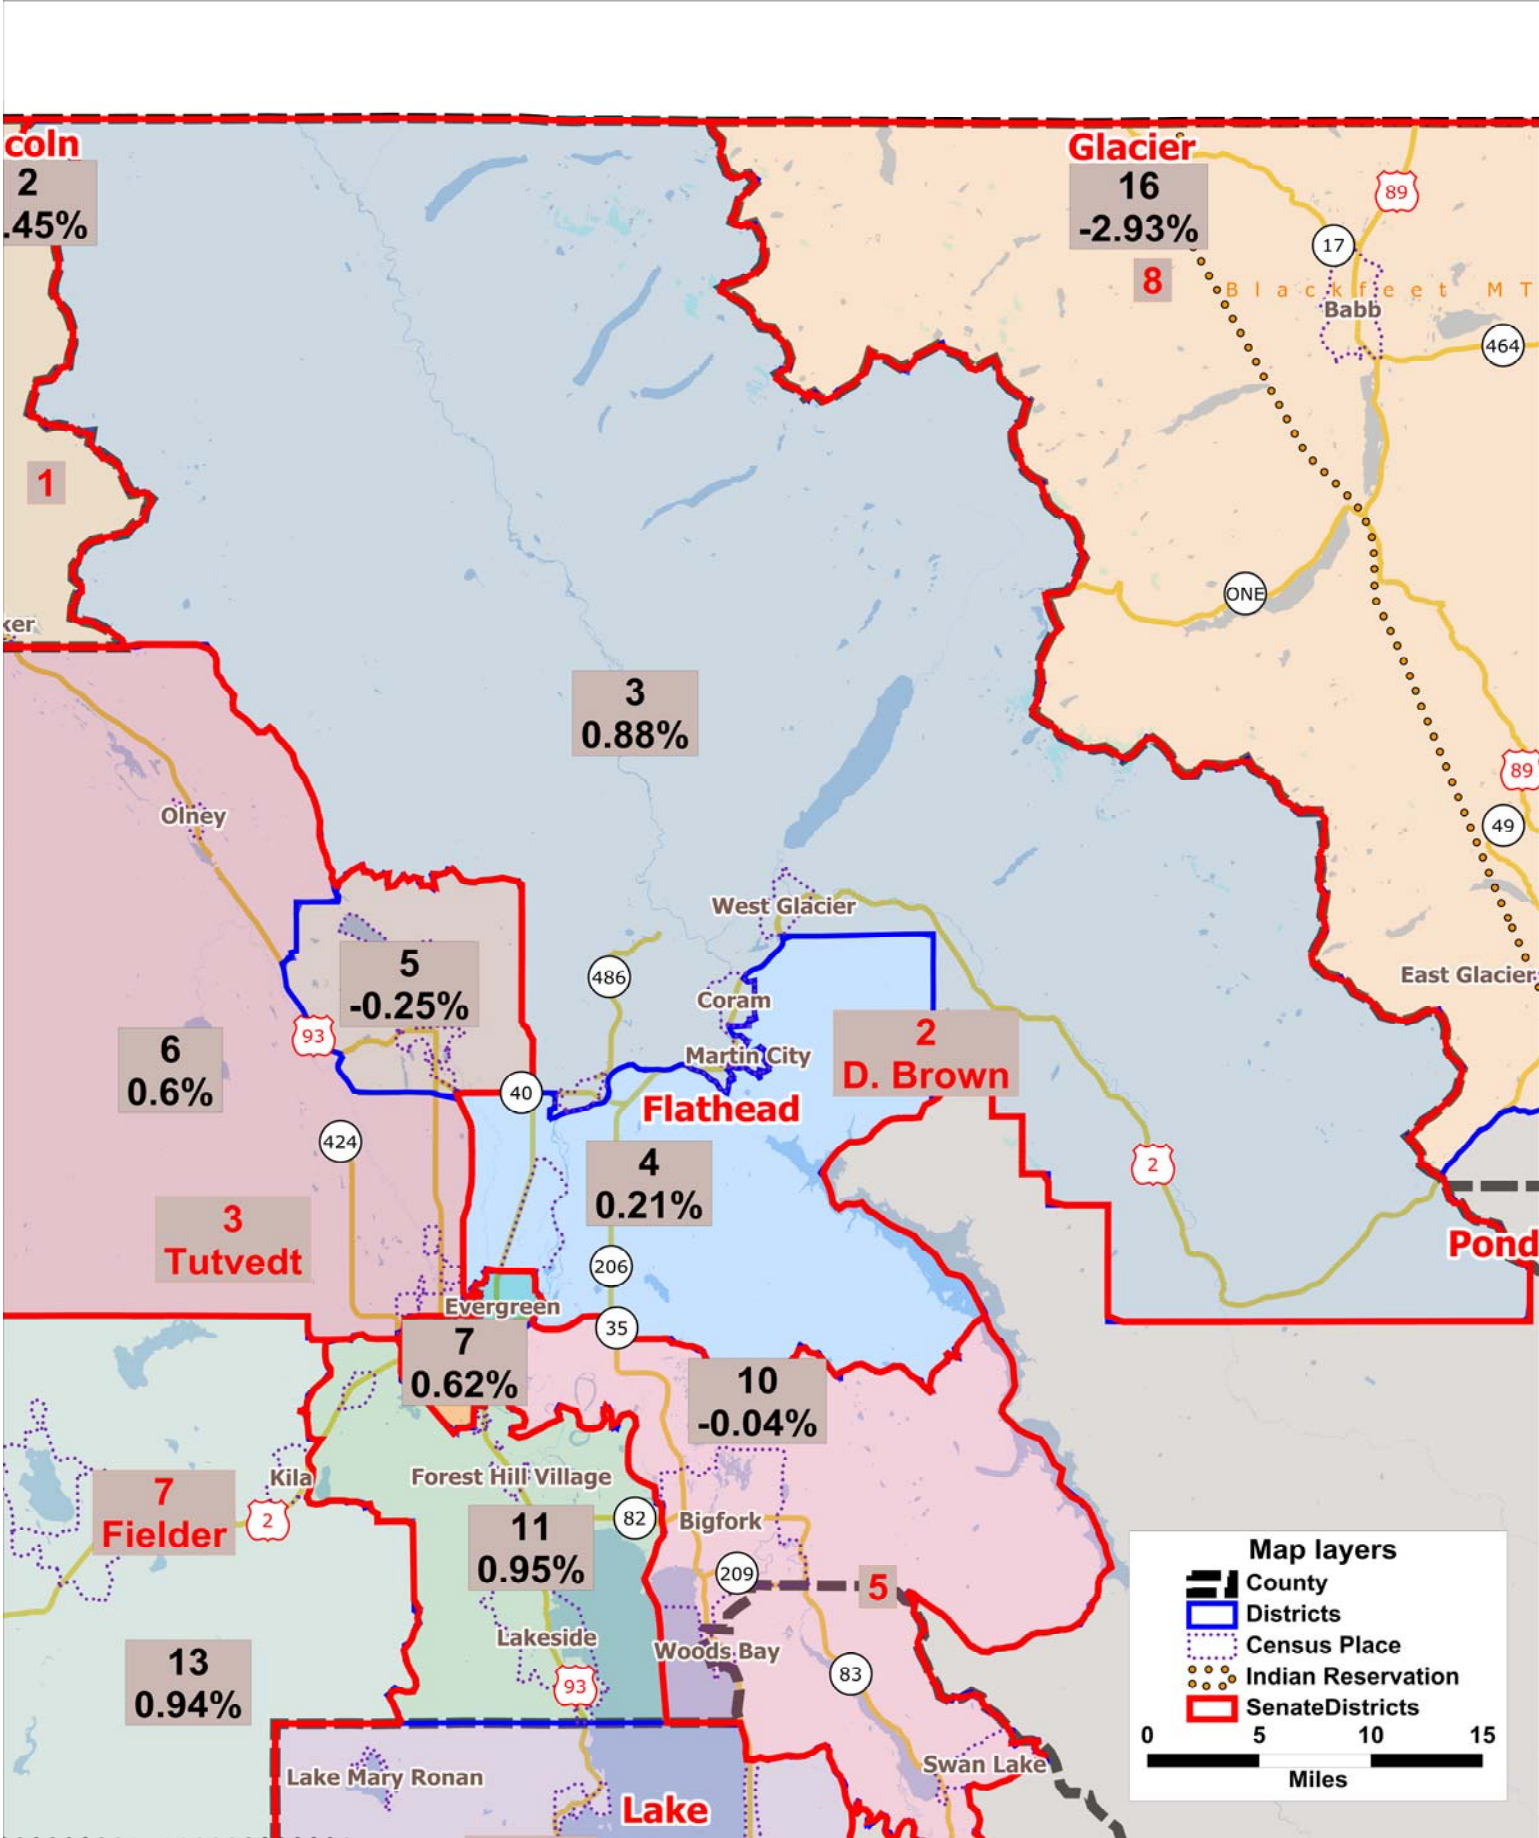 coln
2
.45%
Glacier
16
-2.93%
8
89
17
Blackfeet MT
Babb
464
1
ker
ONE
3
0.88%
89
49
Olney
West Glacier
East Glacier
5
-0.25%
486
Coram
93
Martin City
2
D. Brown
6
0.6%
40
Flathead
424
4
0.21%
2
3
Tutvedt
206
Pond
Evergreen
35
7
0.62%
10
-0.04%
Kila
Forest Hill Village
7
Fielder
2
11
0.95%
82
Bigfork
209
5
Lakeside
Woods Bay
13
0.94%
93
83
Swan Lake
Lake Mary Ronan
Lake
Map layers
County
Districts
Census Place
Indian Reservation
SenateDistricts
0 5 10 15
Miles